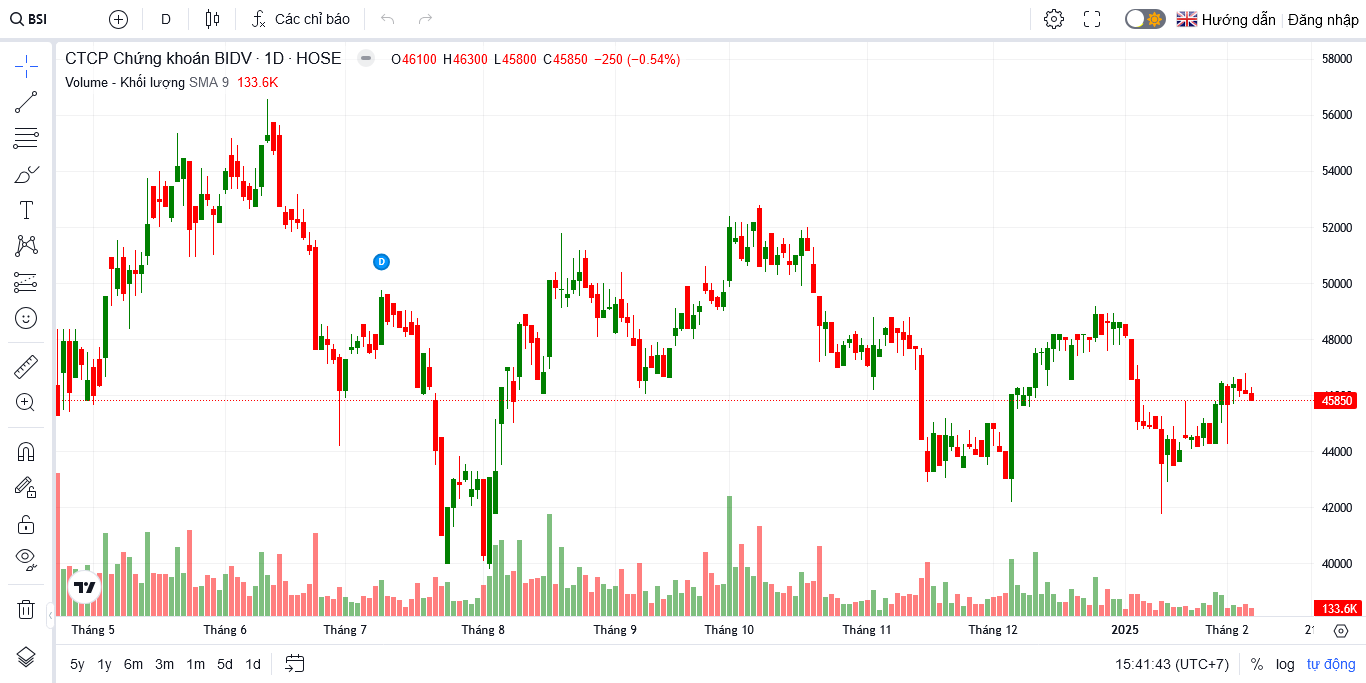 BSI D Các chỉ báo Hướng dẫn Đăng nhập
CTCP Chứng khoán BIDV · 1D · HOSE O46100 H46300 L45800 C45850 −250 (−0.54%)
Volume - Khối lượng SMA 9 133.6K
58000
56000
54000
52000
50000
48000
45850
44000
42000
40000
133.6K
D
Tháng 5 Tháng 6 Tháng 7 Tháng 8 Tháng 9 Tháng 10 Tháng 11 Tháng 12 2025 Tháng 2
5y 1y 6m 3m 1m 5d 1d 15:41:43 (UTC+7) % log tự động